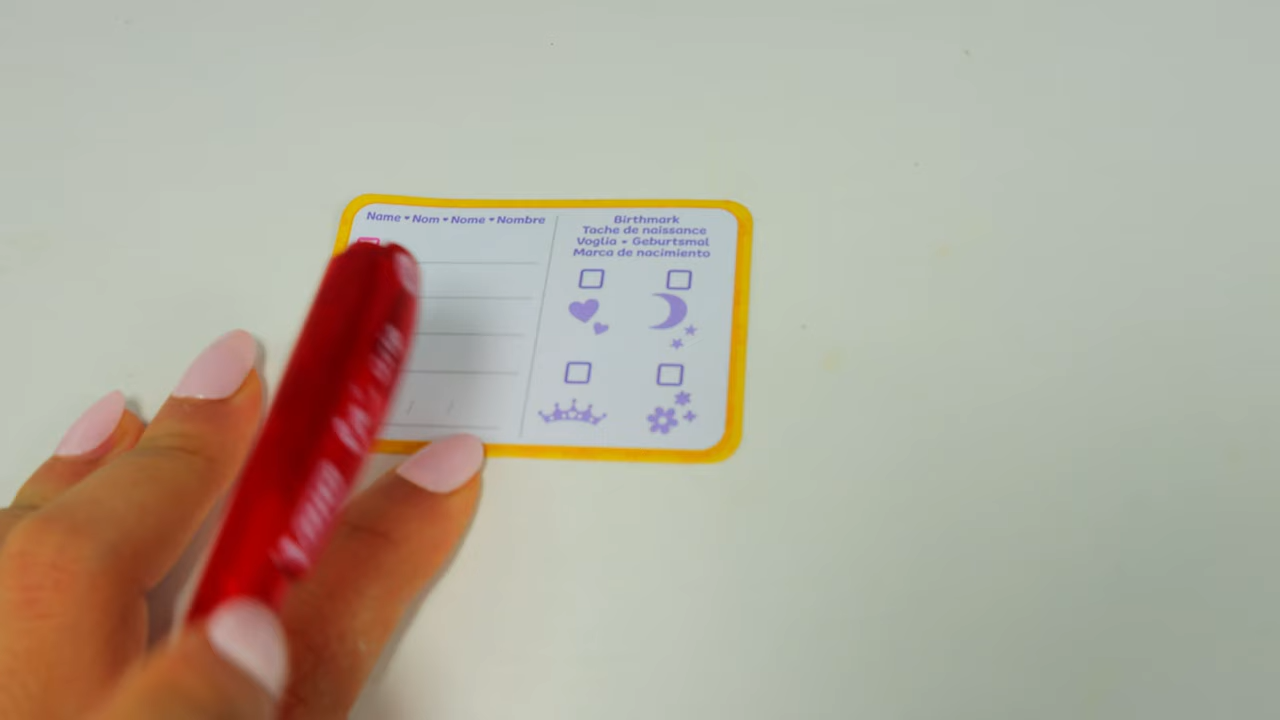 Name • Nom • Nome • Nombre
Birthmark
Tache de naissance
Voglia • Geburtsmal
Marca de nacimiento
/ /